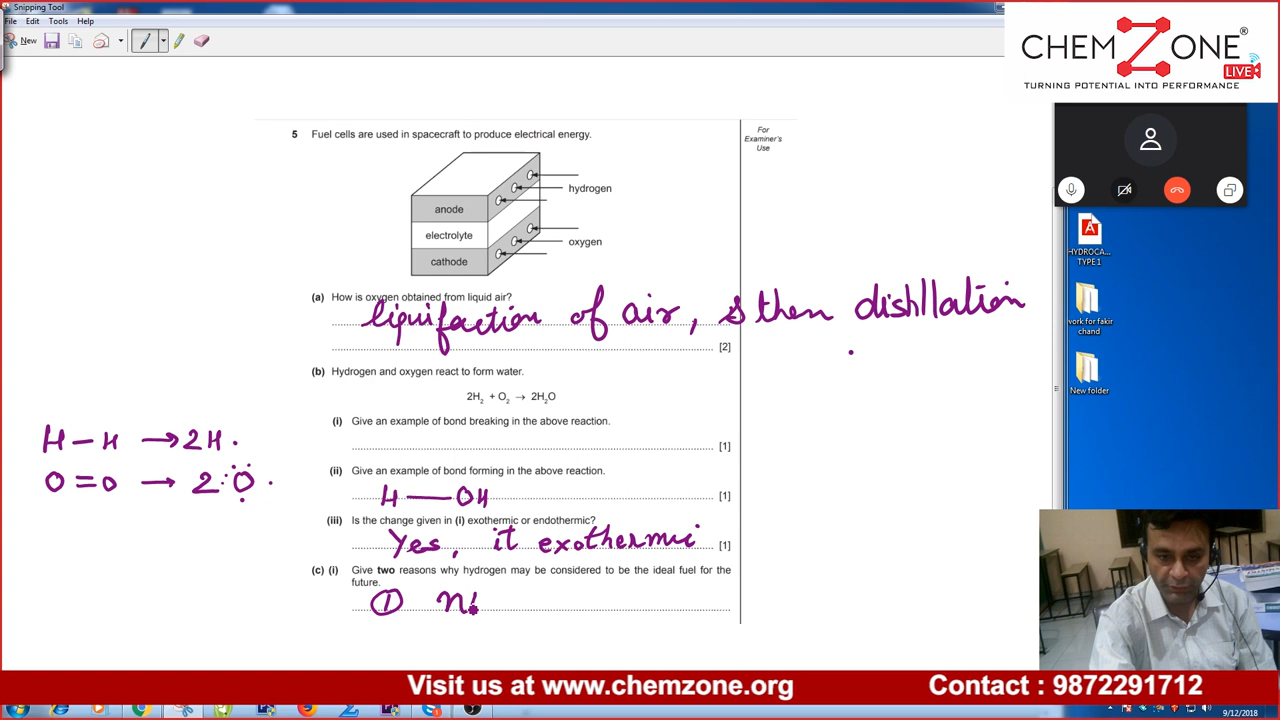 Snipping Tool
File Edit Tools Help
New
CHEMZONE®
LIVE
TURNING POTENTIAL INTO PERFORMANCE
For
Examiner's
Use
5 Fuel cells are used in spacecraft to produce electrical energy.
hydrogen
anode
electrolyte
oxygen
cathode
(a) How is oxygen obtained from liquid air?
liquifaction of air, & then distillation
[2]
(b) Hydrogen and oxygen react to form water.
2H₂ + O₂ → 2H₂O
(i) Give an example of bond breaking in the above reaction.
[1]
H – H → 2H.
O = O → 2 :Ö.
(ii) Give an example of bond forming in the above reaction.
H — OH [1]
(iii) Is the change given in (i) exothermic or endothermic?
Yes, it exothermic [1]
(c) (i) Give two reasons why hydrogen may be considered to be the ideal fuel for the
future.
①
HYDROCA...
TYPE 1
work for fakir
chand
New folder
Visit us at www.chemzone.org
Contact : 9872291712
9/12/2018